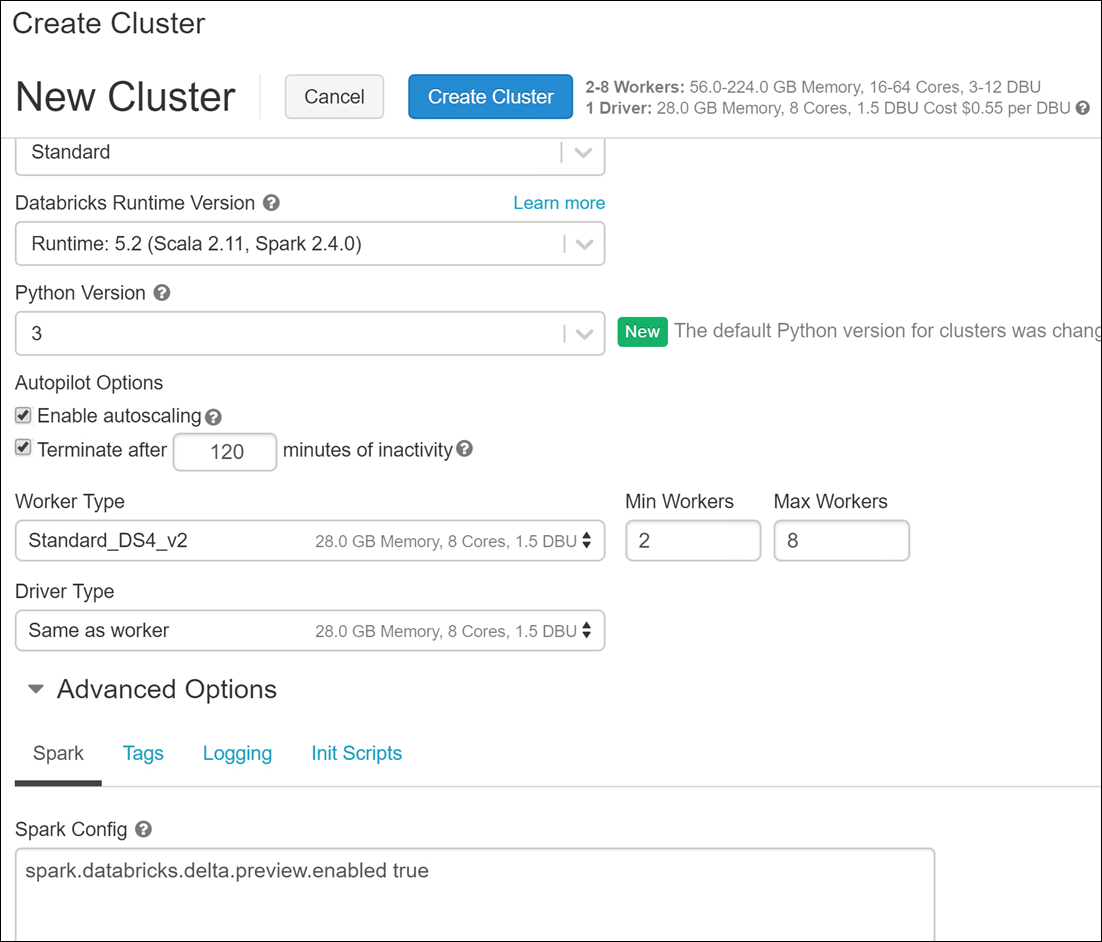 Create Cluster
New Cluster
Cancel
Create Cluster
2-8 Workers: 56.0-224.0 GB Memory, 16-64 Cores, 3-12 DBU
1 Driver: 28.0 GB Memory, 8 Cores, 1.5 DBU Cost $0.55 per DBU ?
Standard
Databricks Runtime Version ?
Learn more
Runtime: 5.2 (Scala 2.11, Spark 2.4.0)
Python Version ?
3
New The default Python version for clusters was chang
Autopilot Options
Enable autoscaling ?
Terminate after 120 minutes of inactivity ?
Worker Type
Min Workers
Max Workers
Standard_DS4_v2
28.0 GB Memory, 8 Cores, 1.5 DBU
2
8
Driver Type
Same as worker
28.0 GB Memory, 8 Cores, 1.5 DBU
Advanced Options
Spark
Tags
Logging
Init Scripts
Spark Config ?
spark.databricks.delta.preview.enabled true